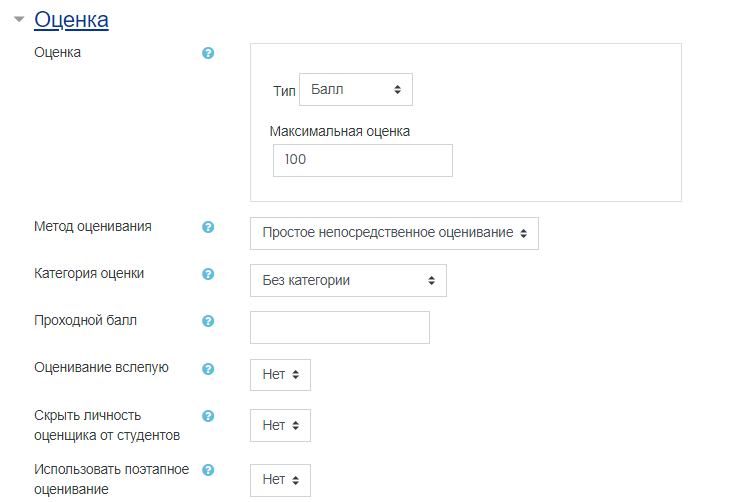 Оценка
Оценка
Тип Балл
Максимальная оценка
100
Метод оценивания
Простое непосредственное оценивание
Категория оценки
Без категории
Проходной балл
Оценивание вслепую
Нет
Скрыть личность
оценщика от студентов
Нет
Использовать поэтапное
оценивание
Нет